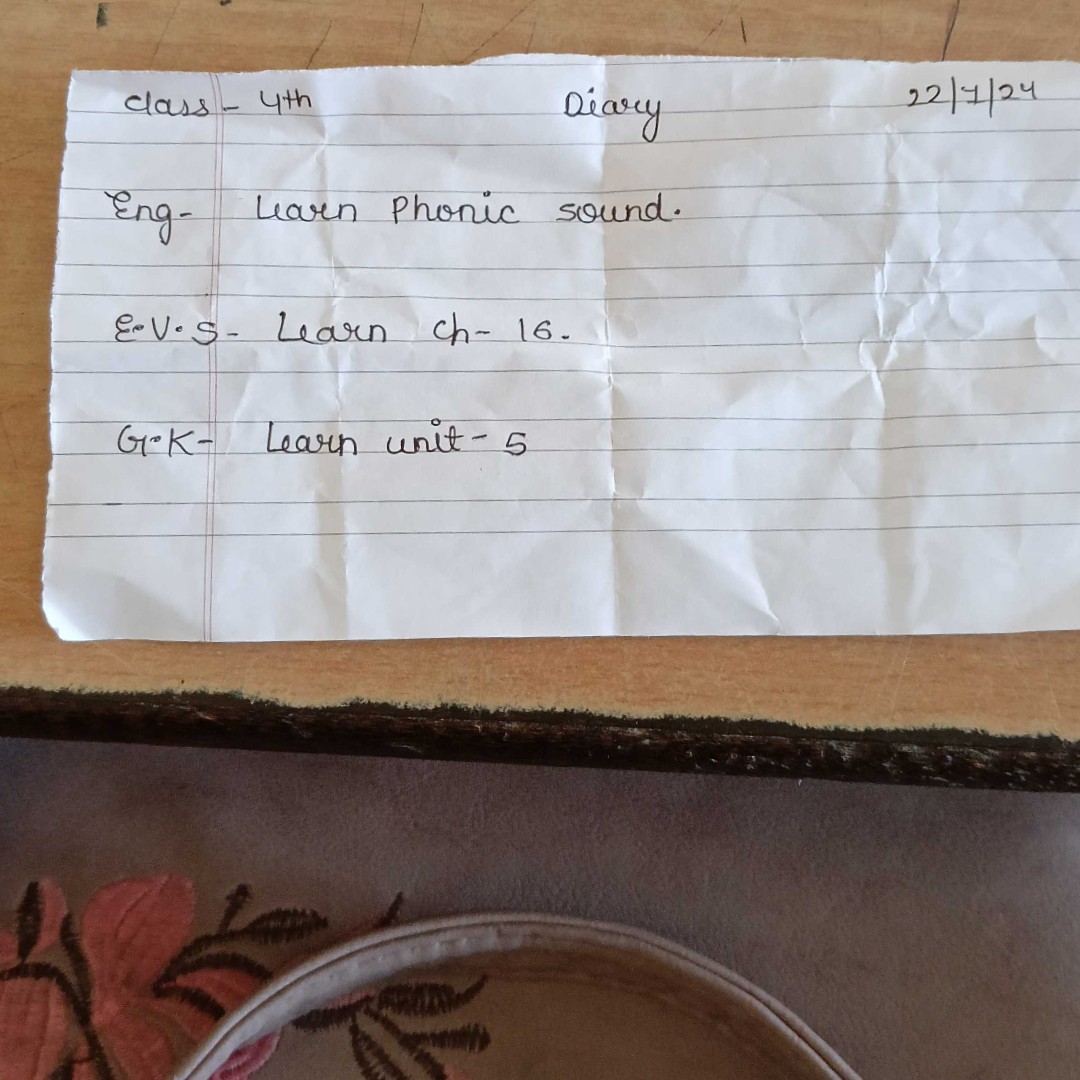 class - 4th Diary 22/7/24
Eng- Learn Phonic sound.
E.V.S- Learn ch- 16.
G.K- Learn unit- 5